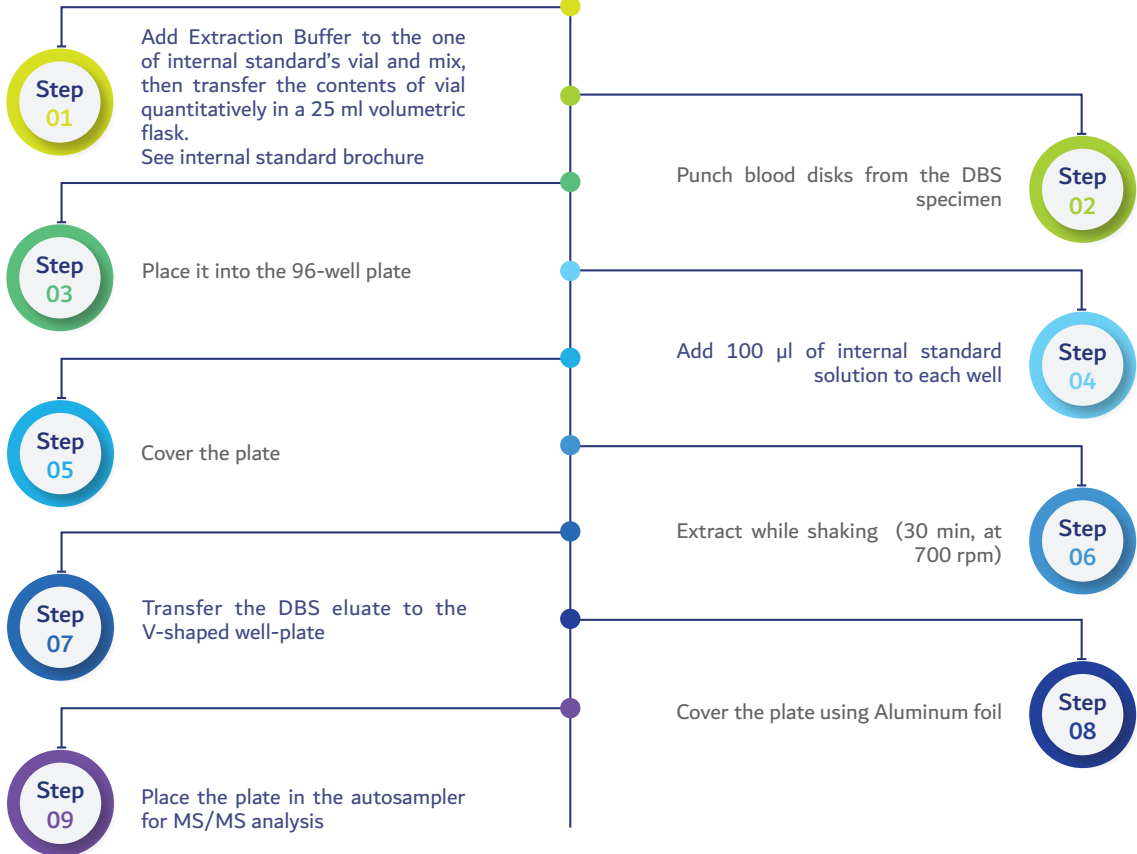 Step
01
Add Extraction Buffer to the one
of internal standard's vial and mix,
then transfer the contents of vial
quantitatively in a 25 ml volumetric
flask.
See internal standard brochure
Step
02
Punch blood disks from the DBS
specimen
Step
03
Place it into the 96-well plate
Step
04
Add 100 µl of internal standard
solution to each well
Step
05
Cover the plate
Step
06
Extract while shaking (30 min, at
700 rpm)
Step
07
Transfer the DBS eluate to the
V-shaped well-plate
Step
08
Cover the plate using Aluminum foil
Step
09
Place the plate in the autosampler
for MS/MS analysis